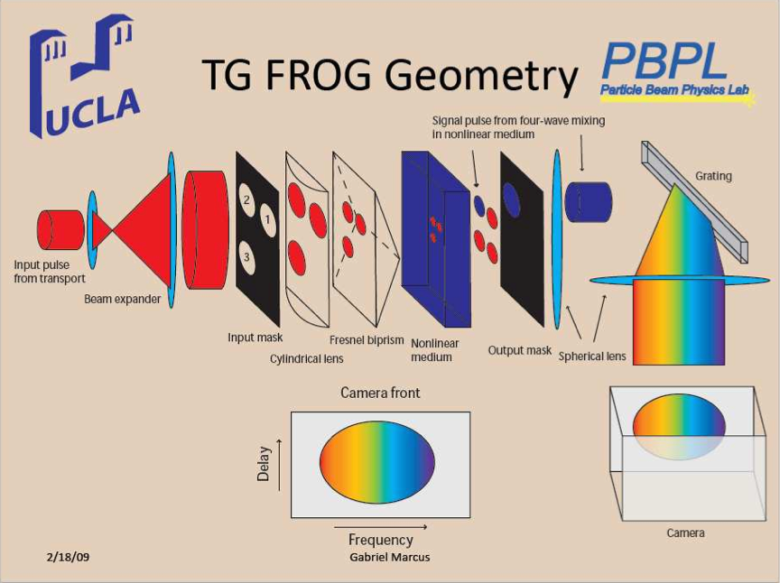 UCLA
TG FROG Geometry
PBPL
Particle Beam Physics Lab
Signal pulse from four-wave mixing
in nonlinear medium
Grating
2
1
3
Input pulse
from transport
Beam expander
Input mask
Cylindrical lens
Fresnel biprism
Nonlinear
medium
Output mask
Spherical lens
Camera front
Delay
Frequency
Camera
2/18/09
Gabriel Marcus